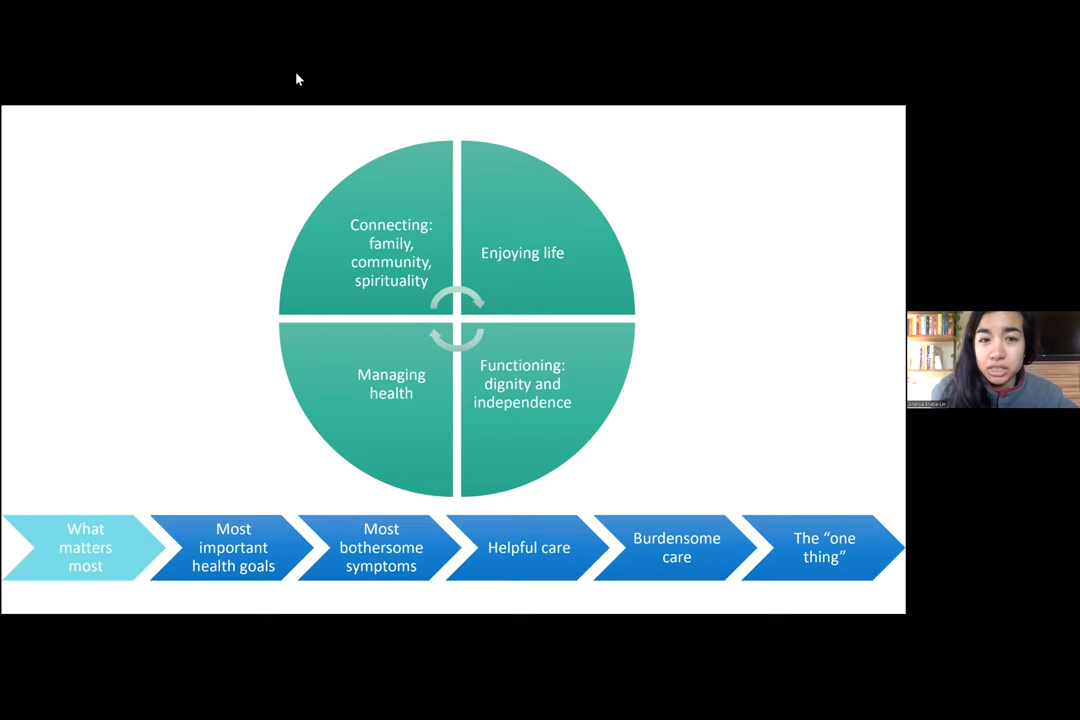 Connecting:
family,
community,
spirituality
Enjoying life
Managing
health
Functioning:
dignity and
independence
What
matters
most
Most
important
health goals
Most
bothersome
symptoms
Helpful care
Burdensome
care
The “one
thing”